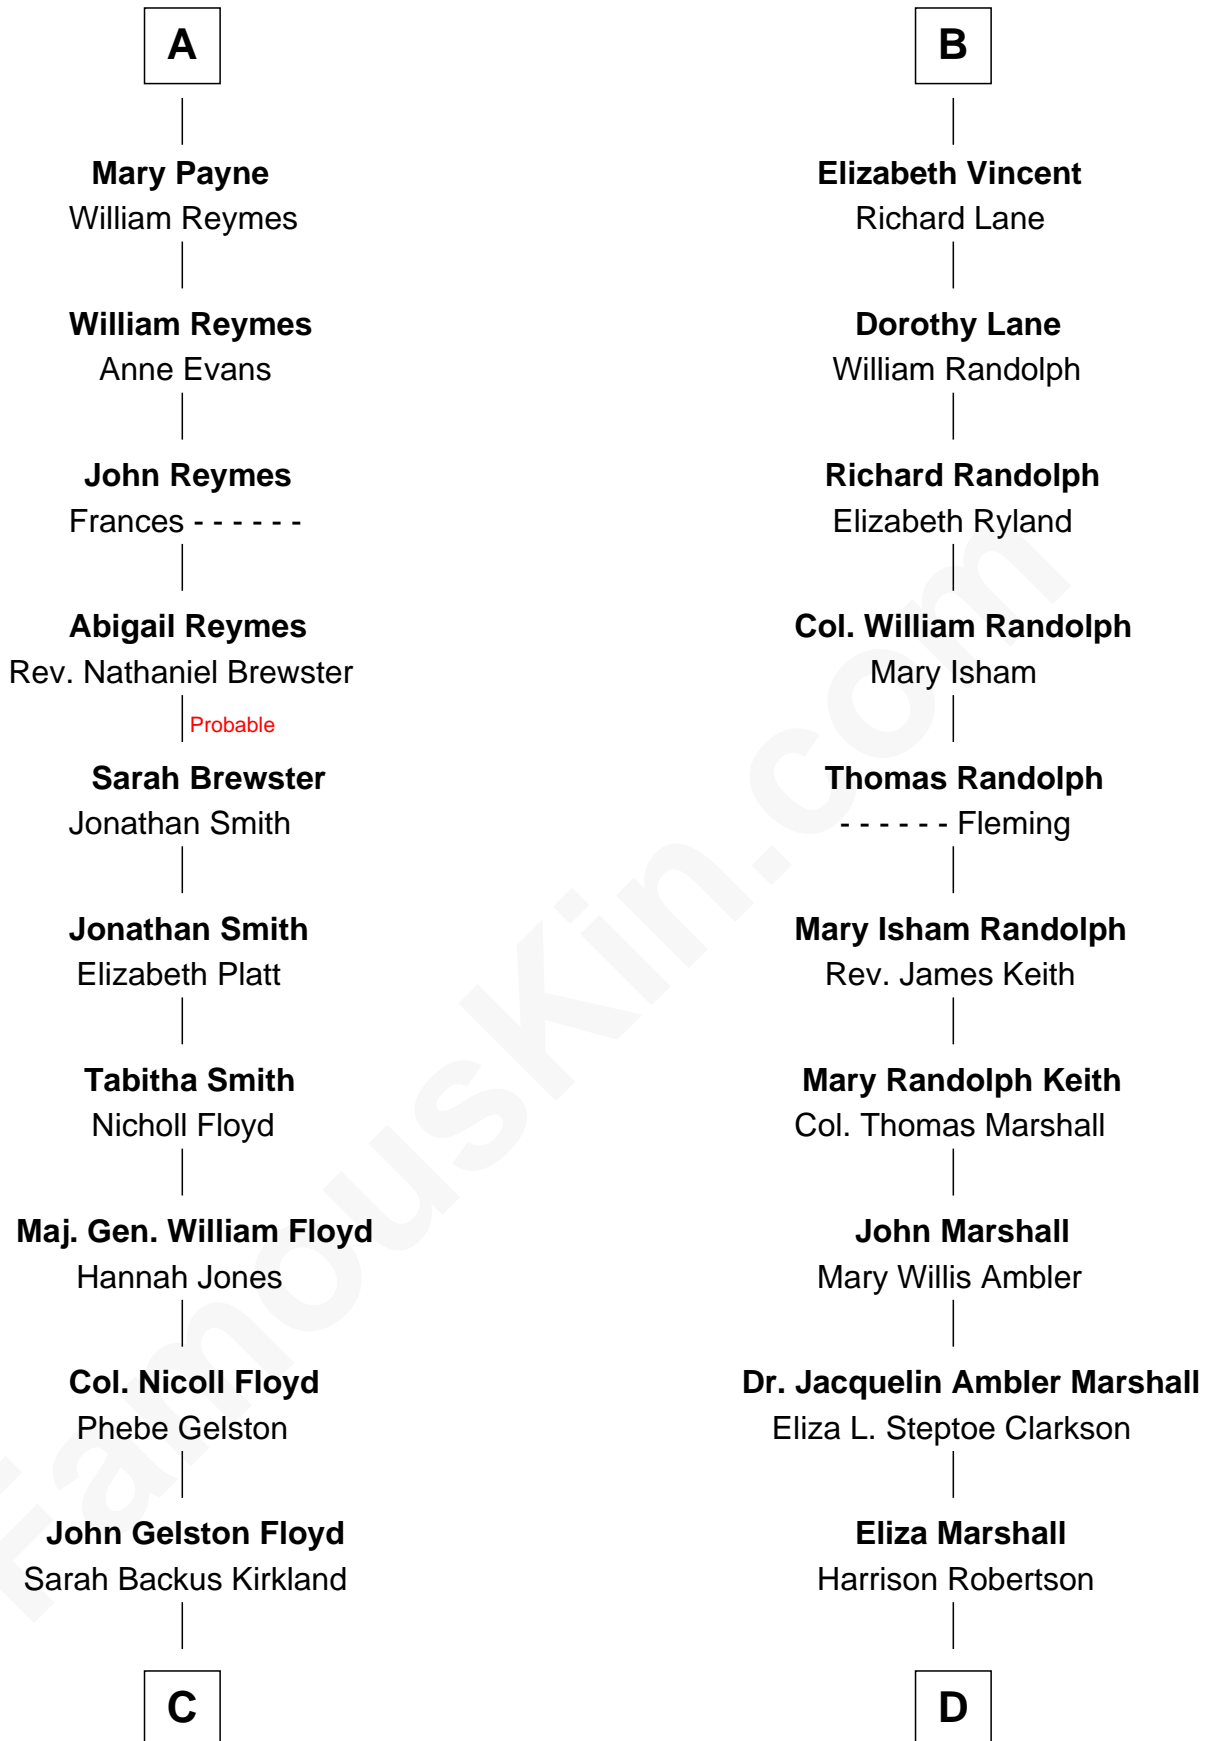 A
Mary Payne
William Reymes
William Reymes
Anne Evans
John Reymes
Frances - - - - - -
Abigail Reymes
Rev. Nathaniel Brewster
Probable
Sarah Brewster
Jonathan Smith
Jonathan Smith
Elizabeth Platt
Tabitha Smith
Nicholl Floyd
Maj. Gen. William Floyd
Hannah Jones
Col. Nicoll Floyd
Phebe Gelston
John Gelston Floyd
Sarah Backus Kirkland
C
B
Elizabeth Vincent
Richard Lane
Dorothy Lane
William Randolph
Richard Randolph
Elizabeth Ryland
Col. William Randolph
Mary Isham
Thomas Randolph
- - - - - - Fleming
Mary Isham Randolph
Rev. James Keith
Mary Randolph Keith
Col. Thomas Marshall
John Marshall
Mary Willis Ambler
Dr. Jacquelin Ambler Marshall
Eliza L. Steptoe Clarkson
Eliza Marshall
Harrison Robertson
D
FamousKin.com